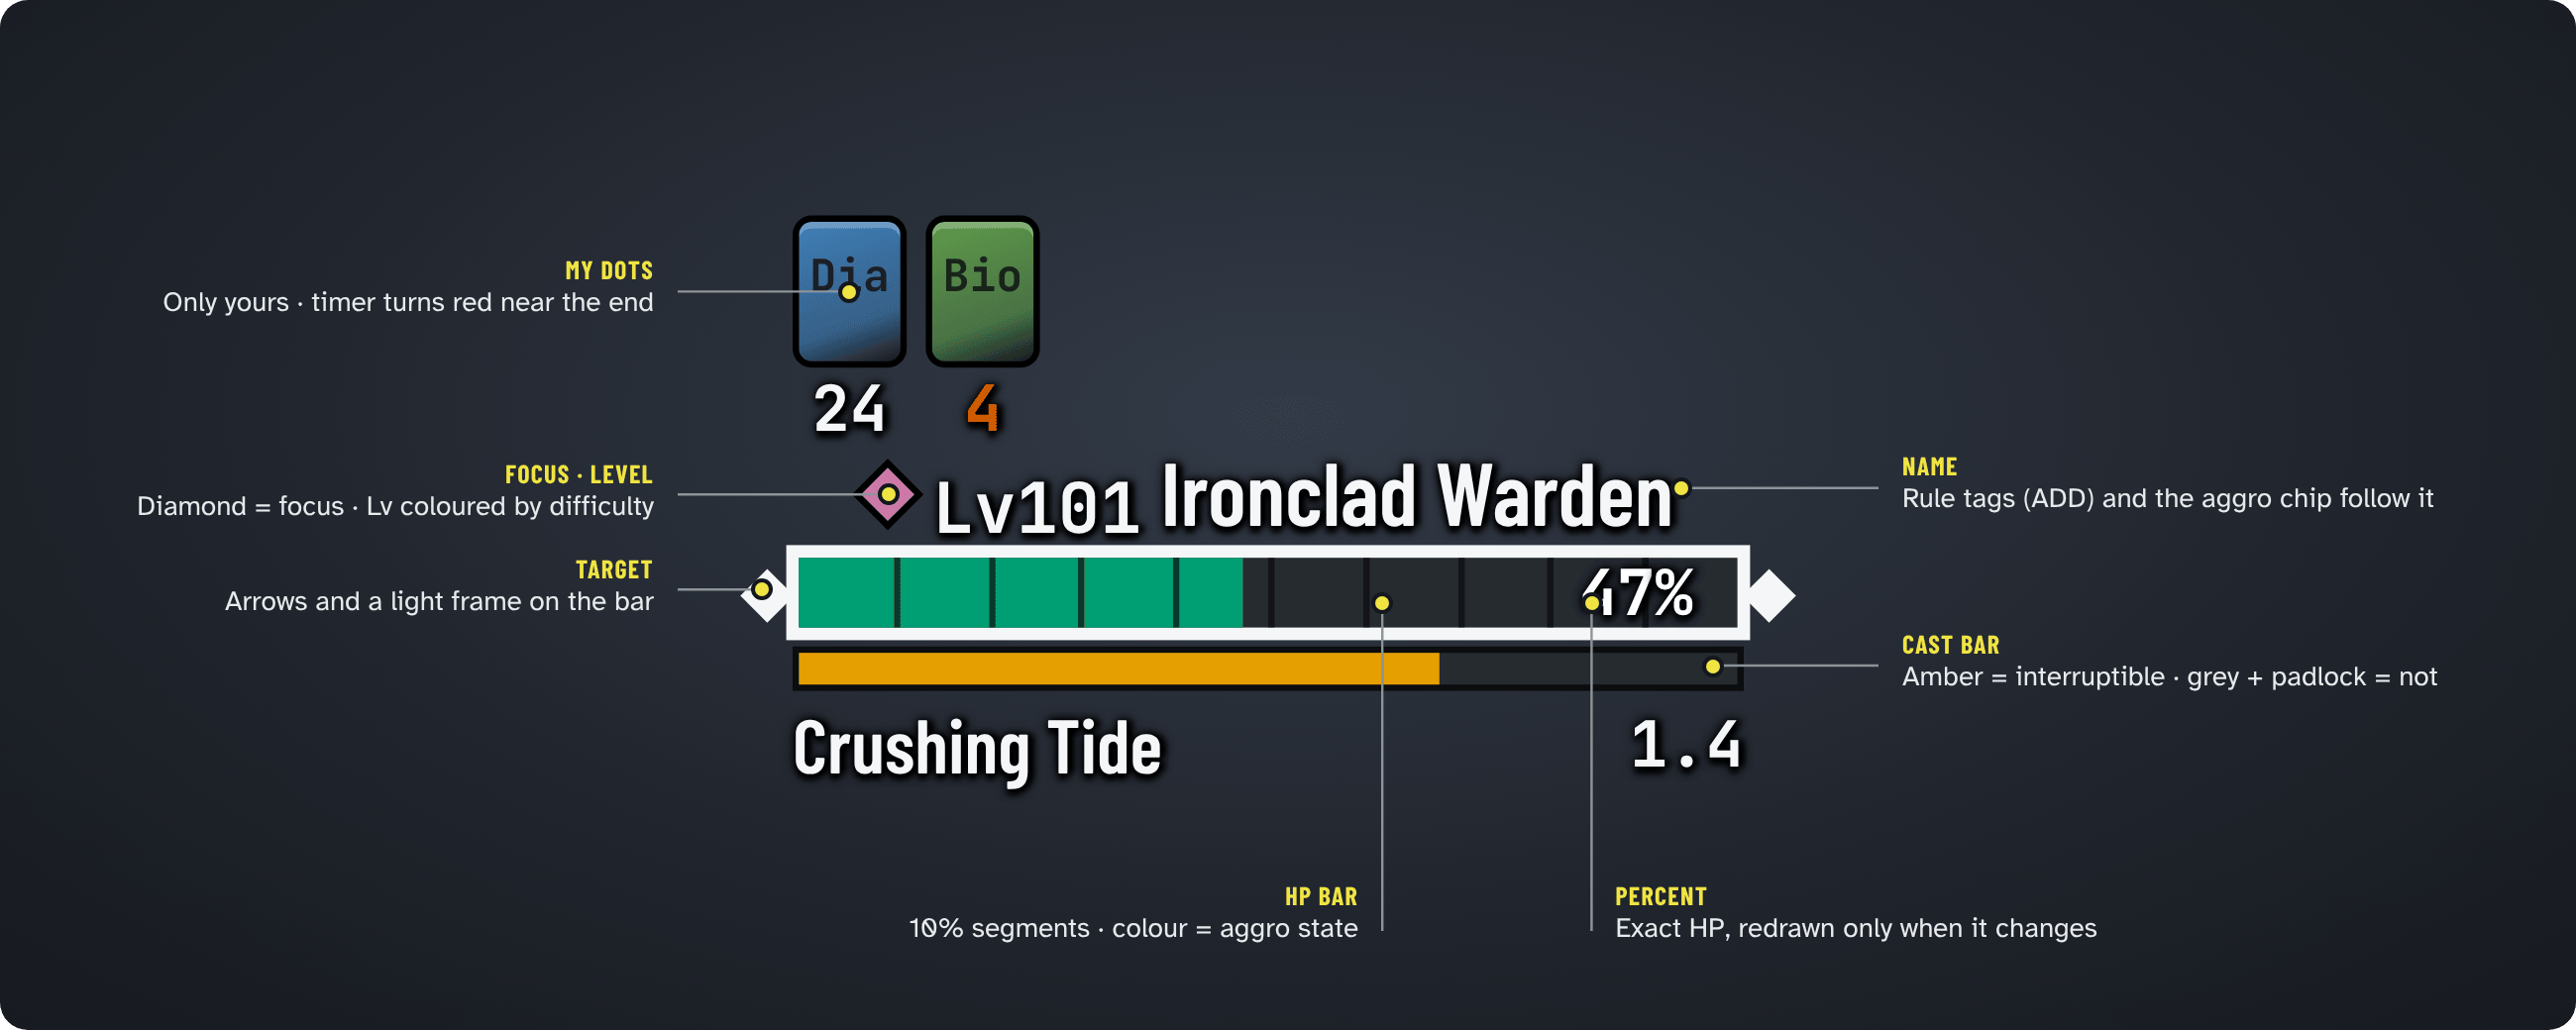 Dia Bio
MY DOTS
Only yours · timer turns red near the end
24 4
FOCUS · LEVEL
Diamond = focus · Lv coloured by difficulty
Lv101 Ironclad Warden
NAME
Rule tags (ADD) and the aggro chip follow it
TARGET
Arrows and a light frame on the bar
47%
CAST BAR
Amber = interruptible · grey + padlock = not
Crushing Tide 1.4
HP BAR
10% segments · colour = aggro state
PERCENT
Exact HP, redrawn only when it changes